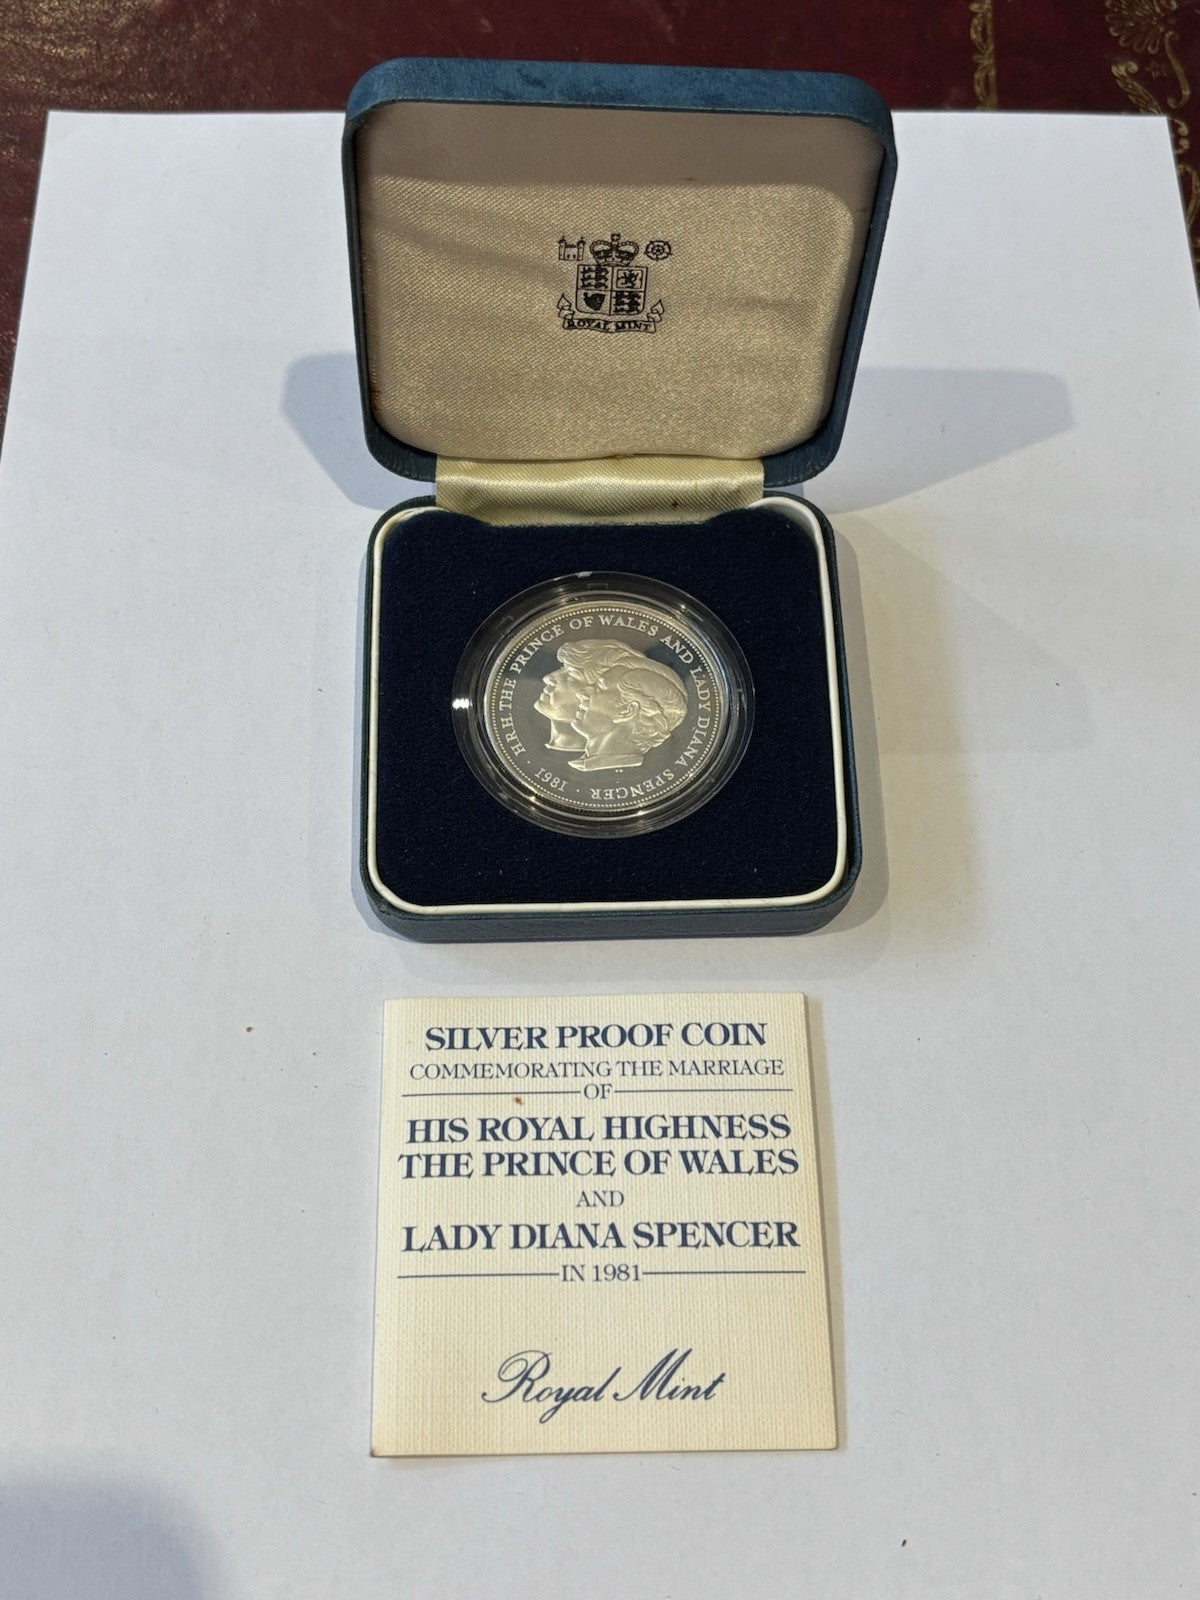 ROYAL MINT
H.R.H. THE PRINCE OF WALES AND LADY DIANA SPENCER · 1981 ·
SILVER PROOF COIN
COMMEMORATING THE MARRIAGE
OF
HIS ROYAL HIGHNESS
THE PRINCE OF WALES
AND
LADY DIANA SPENCER
IN 1981
Royal Mint